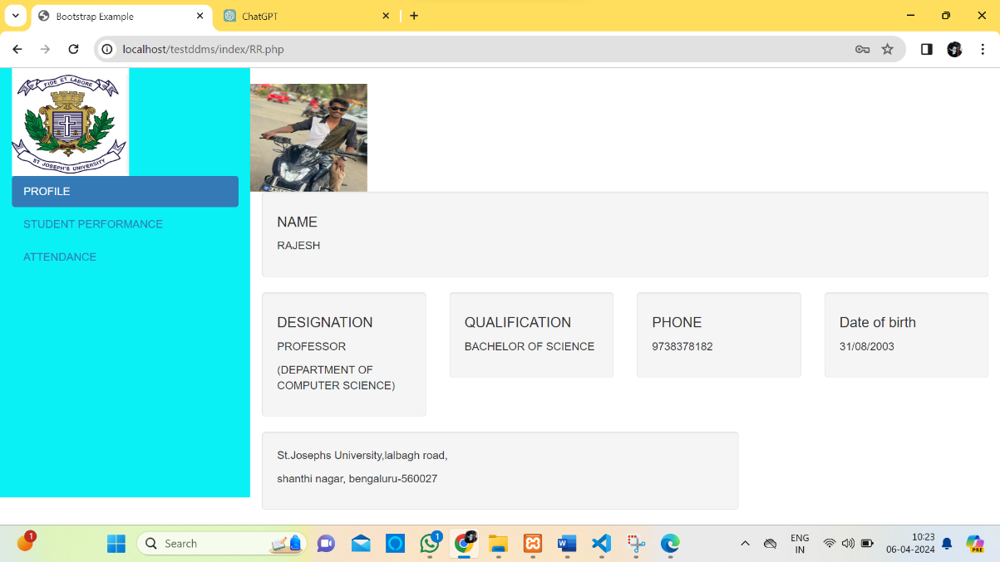 Bootstrap Example
ChatGPT
localhost/testddms/index/RR.php
FIDE ET LABORE
ST JOSEPH'S UNIVERSITY
PROFILE
STUDENT PERFORMANCE
ATTENDANCE
NAME
RAJESH
DESIGNATION
PROFESSOR
(DEPARTMENT OF
COMPUTER SCIENCE)
QUALIFICATION
BACHELOR OF SCIENCE
PHONE
9738378182
Date of birth
31/08/2003
St.Josephs University,lalbagh road,
shanthi nagar, bengaluru-560027
1
Search
1
ENG
IN
10:23
06-04-2024
PRE